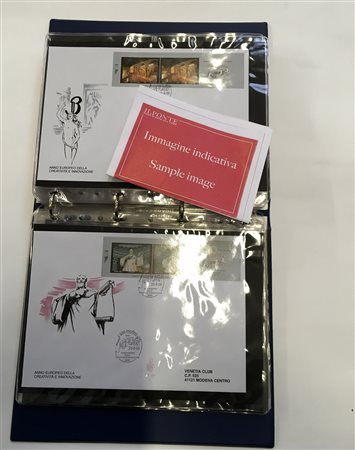 IL PONTE
Immagine indicativa
Sample image
ANNO EUROPEO DELLA
CREATIVITÀ E INNOVAZIONE
ANNO EUROPEO DELLA
CREATIVITÀ E INNOVAZIONE
VENETIA CLUB
C.P. 521
41121 MODENA CENTRO